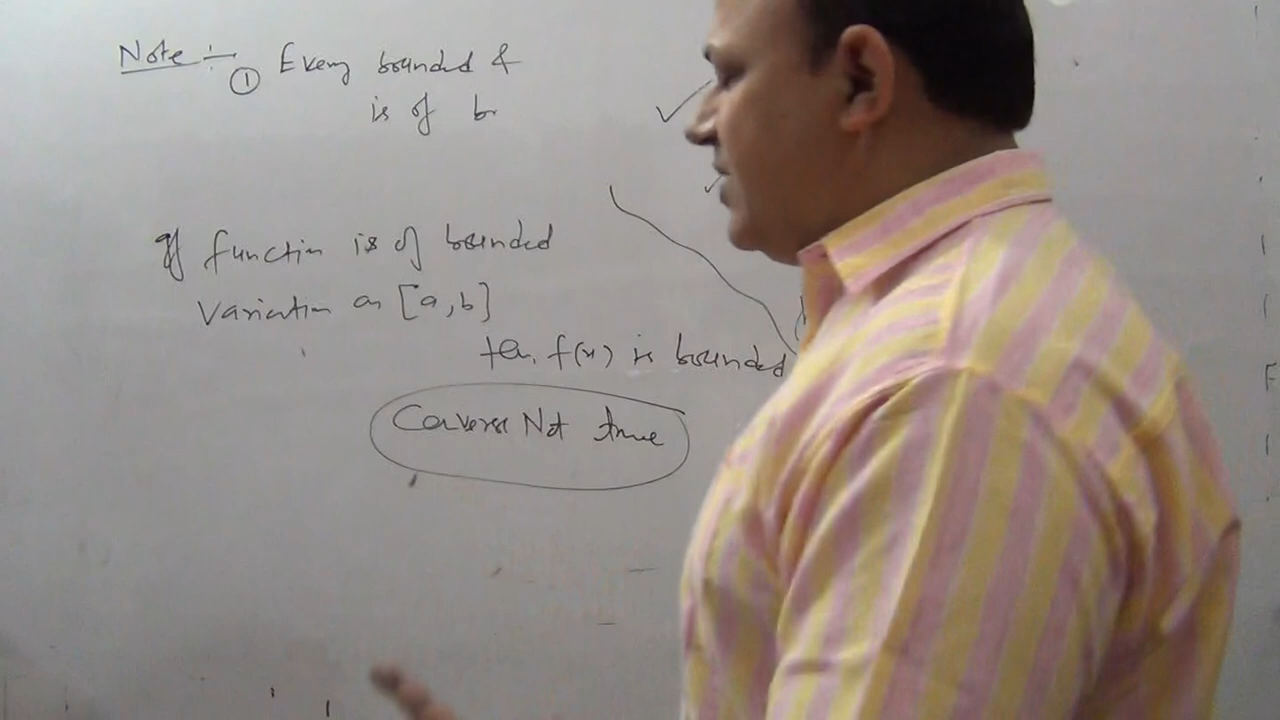 Note :- ① Every bounded &
is of b
If function is of bounded
Variation on [a,b]
then f(x) is bounded
Converse Not true